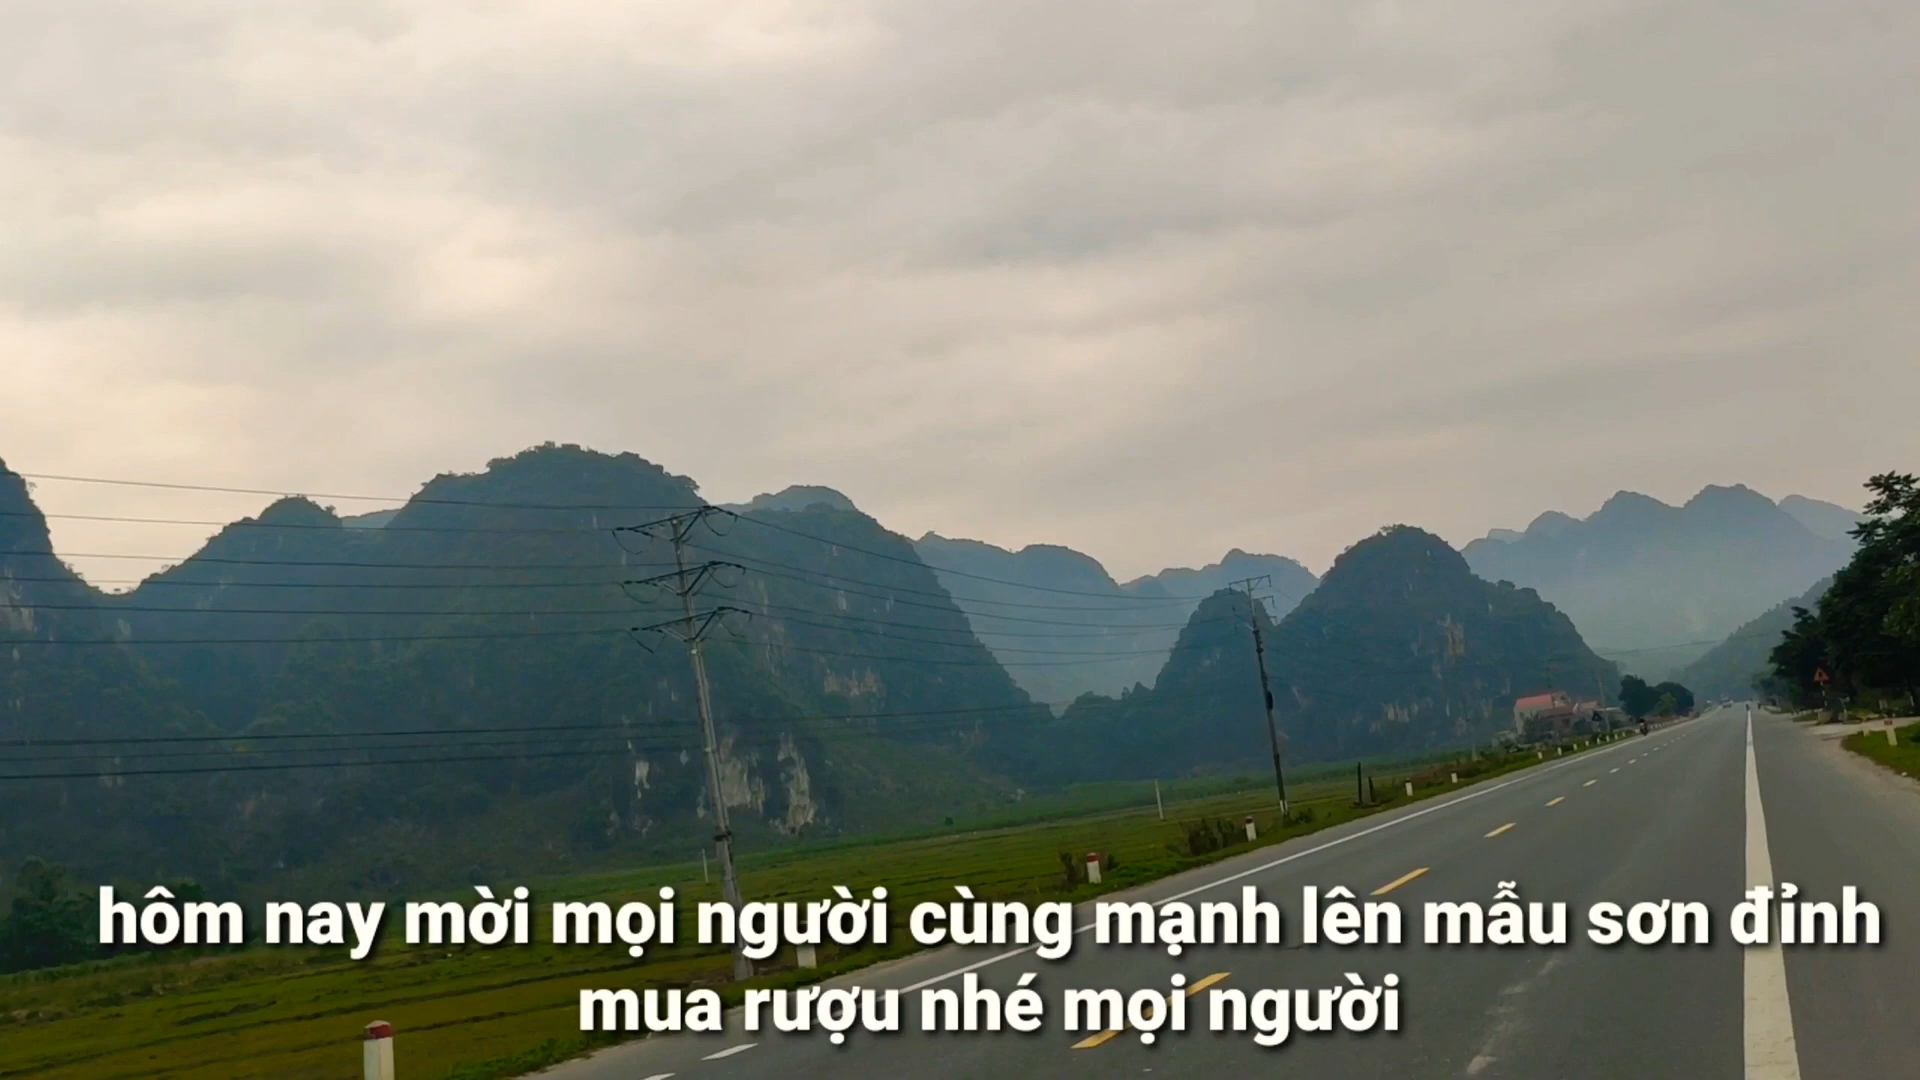 hôm nay mời mọi người cùng mạnh lên mẫu sơn đỉnh
mua rượu nhé mọi người